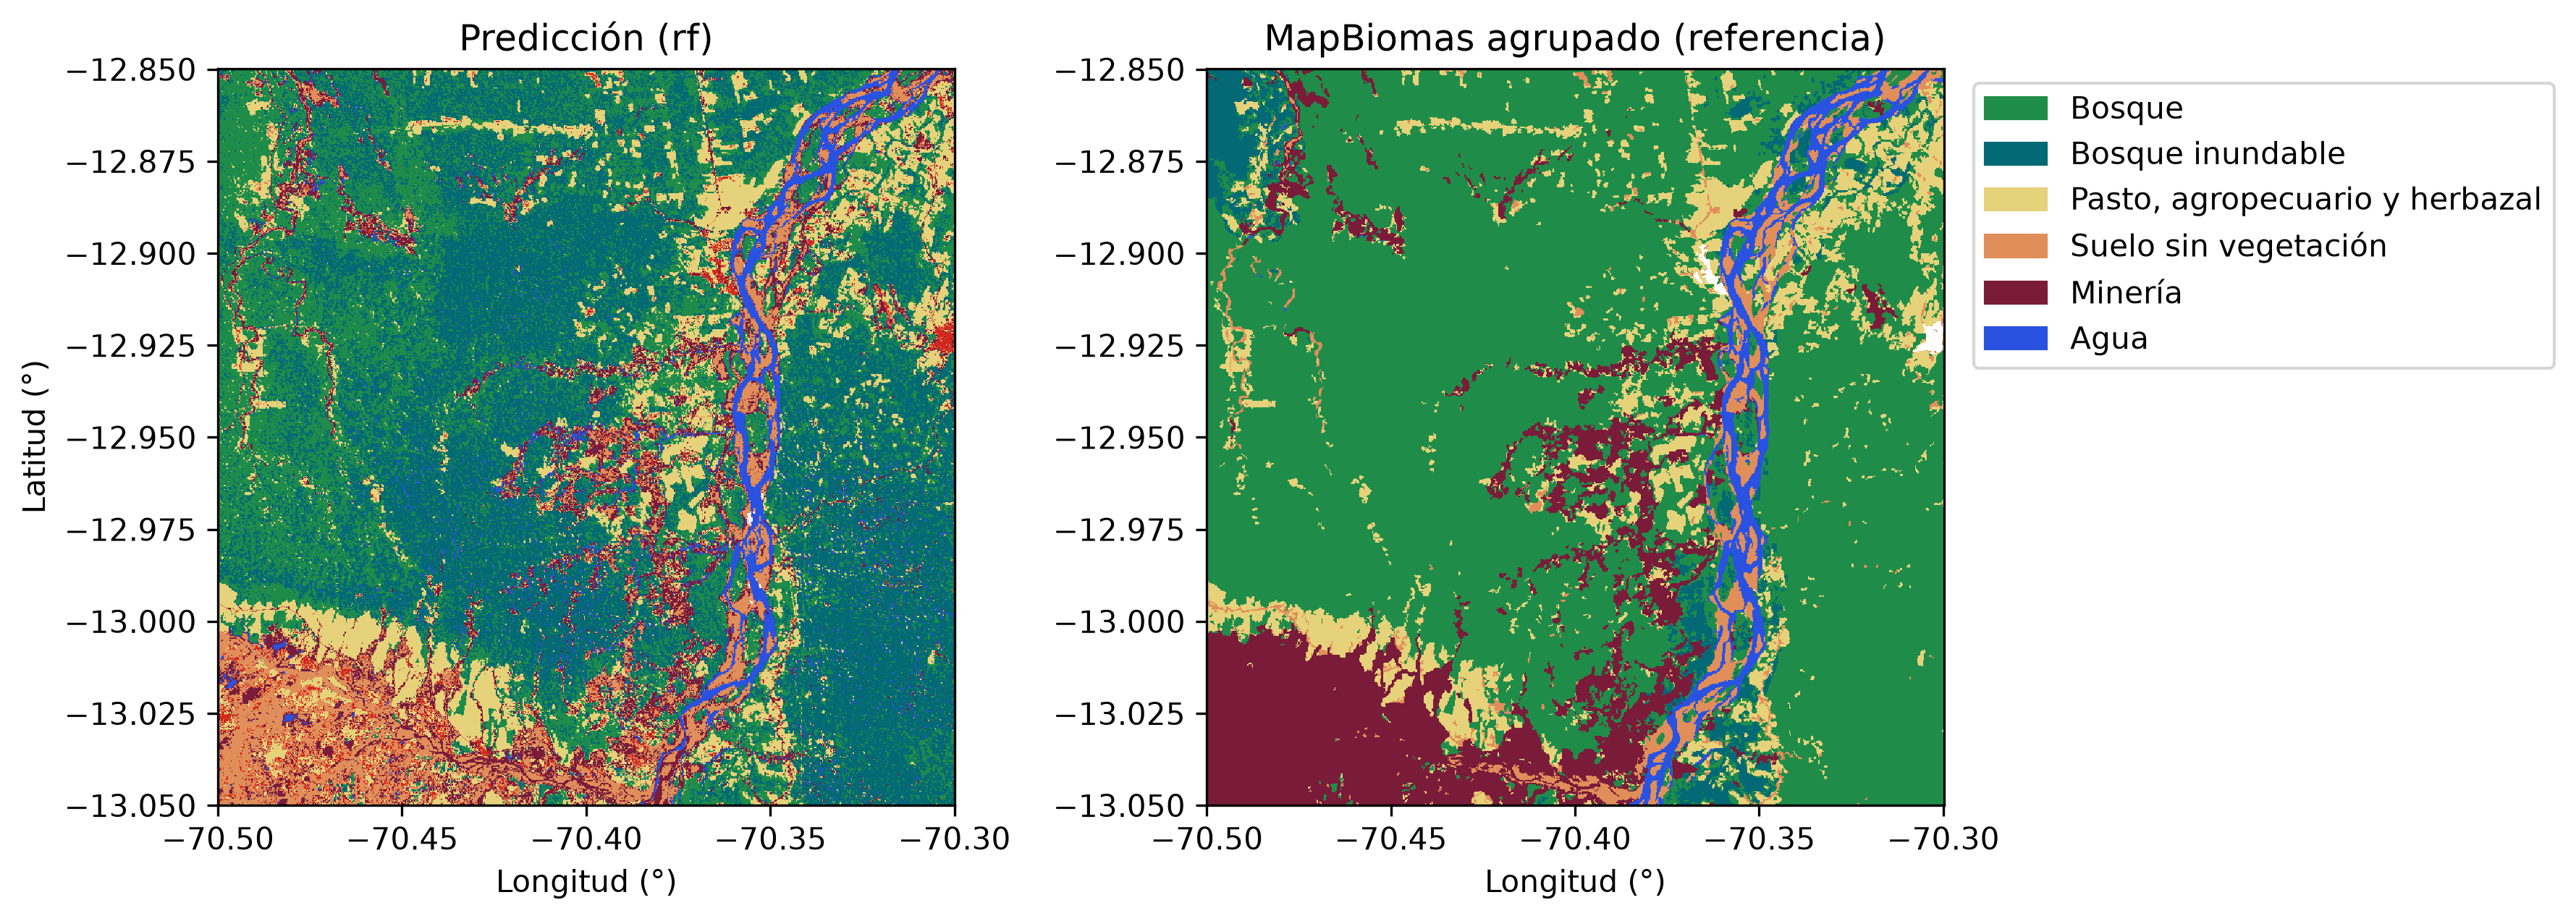 Predicción (rf)
−12.850
−12.875
−12.900
−12.925
−12.950
−12.975
−13.000
−13.025
−13.050
Latitud (°)
−70.50 −70.45 −70.40 −70.35 −70.30
Longitud (°)
MapBiomas agrupado (referencia)
−12.850
−12.875
−12.900
−12.925
−12.950
−12.975
−13.000
−13.025
−13.050
−70.50 −70.45 −70.40 −70.35 −70.30
Longitud (°)
Bosque
Bosque inundable
Pasto, agropecuario y herbazal
Suelo sin vegetación
Minería
Agua